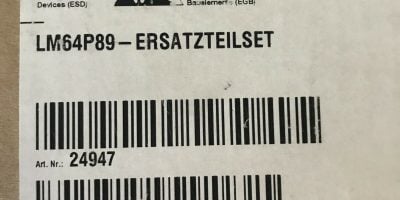 Devices (ESD)
Bauelemente (EGB)
LM64P89-ERSATZTEILSET
Art. Nr.: 24947